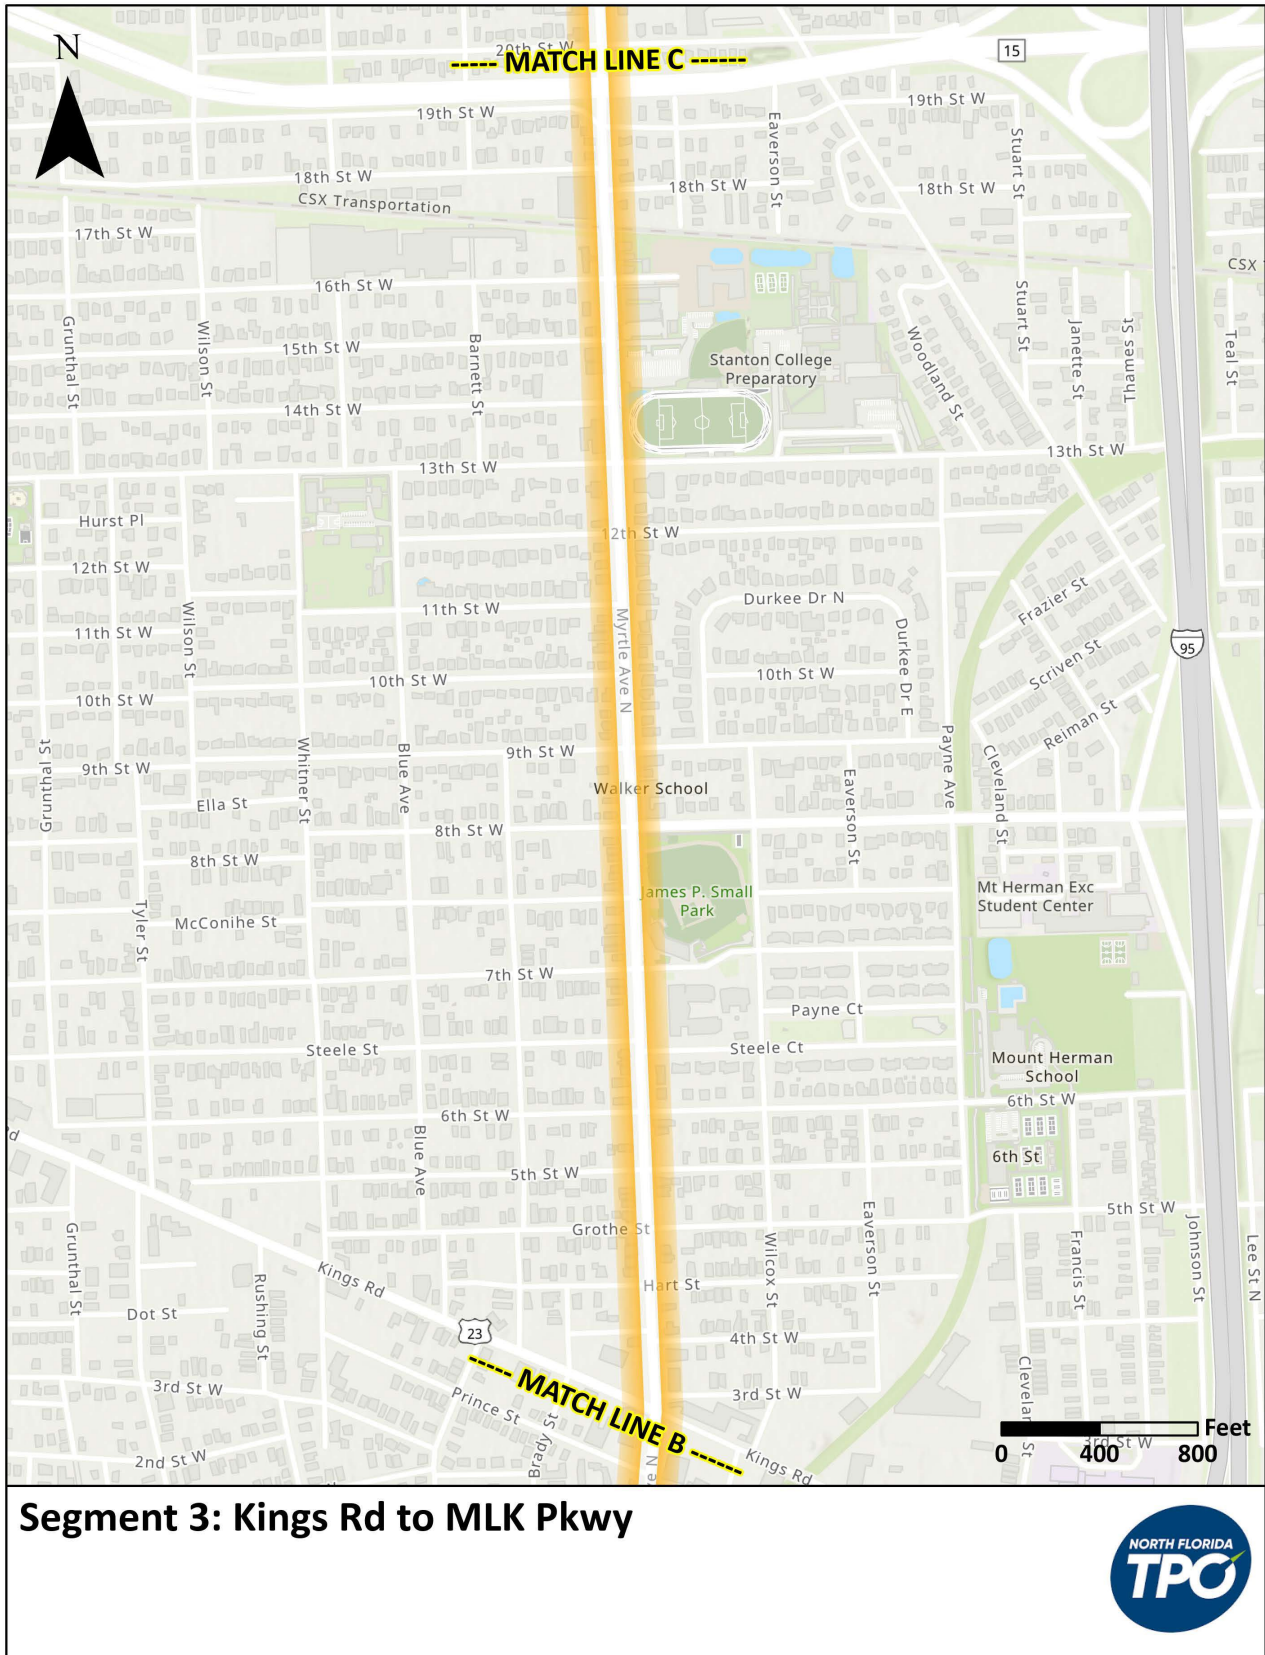 N
20th St W
----- MATCH LINE C ------
15
19th St W
19th St W
Eaverson St
Stuart St
18th St W
18th St W
18th St W
CSX Transportation
17th St W
CSX
16th St W
Grunthal St
Wilson St
15th St W
Barnett St
14th St W
Stanton College
Preparatory
Woodland St
Stuart St
Janette St
Thames St
Teal St
13th St W
13th St W
Hurst Pl
12th St W
12th St W
Wilson St
11th St W
11th St W
Myrtle Ave N
Durkee Dr N
Durkee Dr E
Frazier St
Scriven St
Reiman St
95
10th St W
10th St W
10th St W
Grunthal St
9th St W
9th St W
Whitner St
Blue Ave
Walker School
Eaverson St
Payne Ave
Cleveland St
Ella St
8th St W
8th St W
James P. Small
Park
Mt Herman Exc
Student Center
Tyler St
McConihe St
7th St W
Payne Ct
Steele St
Steele Ct
Mount Herman
School
6th St W
6th St W
Rd
Blue Ave
5th St W
6th St
5th St W
Grothe St
Grunthal St
Kings Rd
Rushing St
Wilcox St
Eaverson St
Francis St
Johnson St
Lee St N
Hart St
Dot St
23
4th St W
3rd St W
----- MATCH LINE B ------
Prince St
Brady St
3rd St W
Cleveland St
2nd St W
Kings Rd
ve N
3rd St W
Feet
0 400 800
Segment 3: Kings Rd to MLK Pkwy
NORTH FLORIDA
TPO